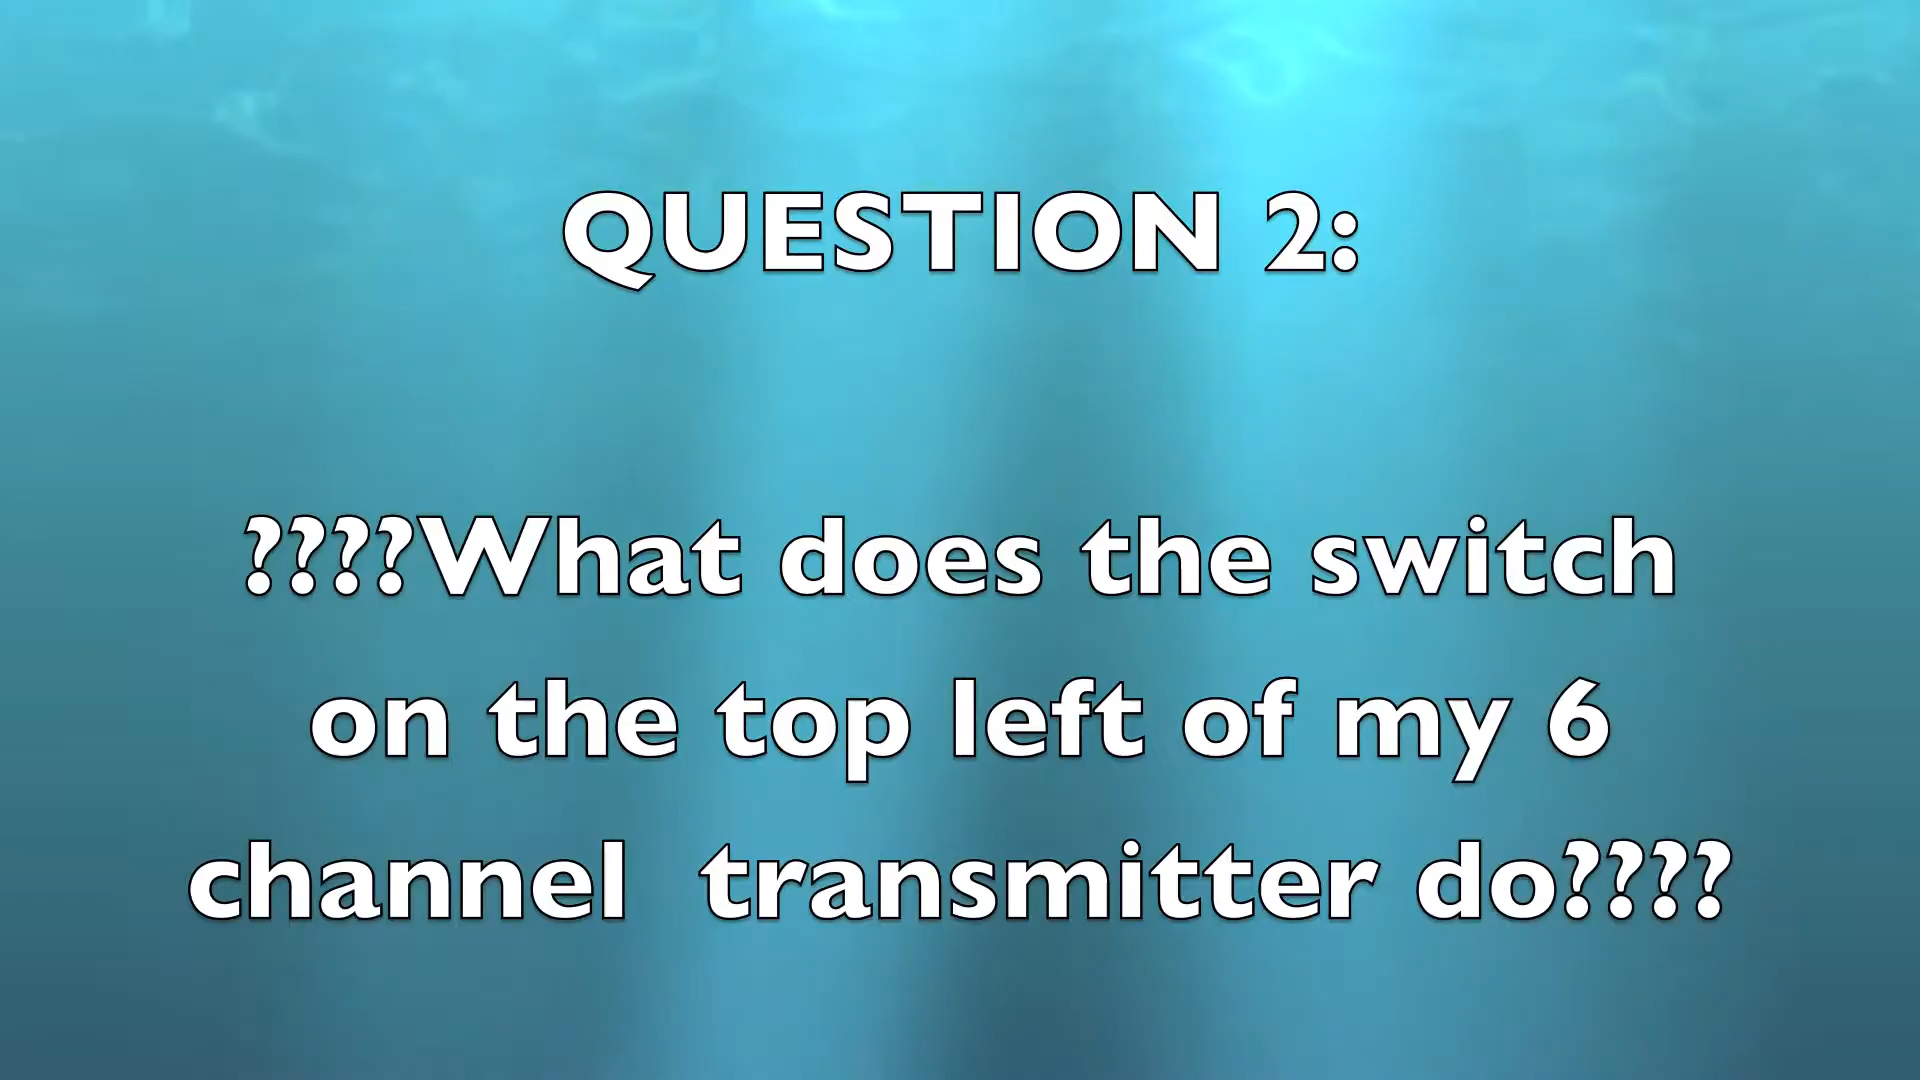 QUESTION 2:
????What does the switch
on the top left of my 6
channel  transmitter do????